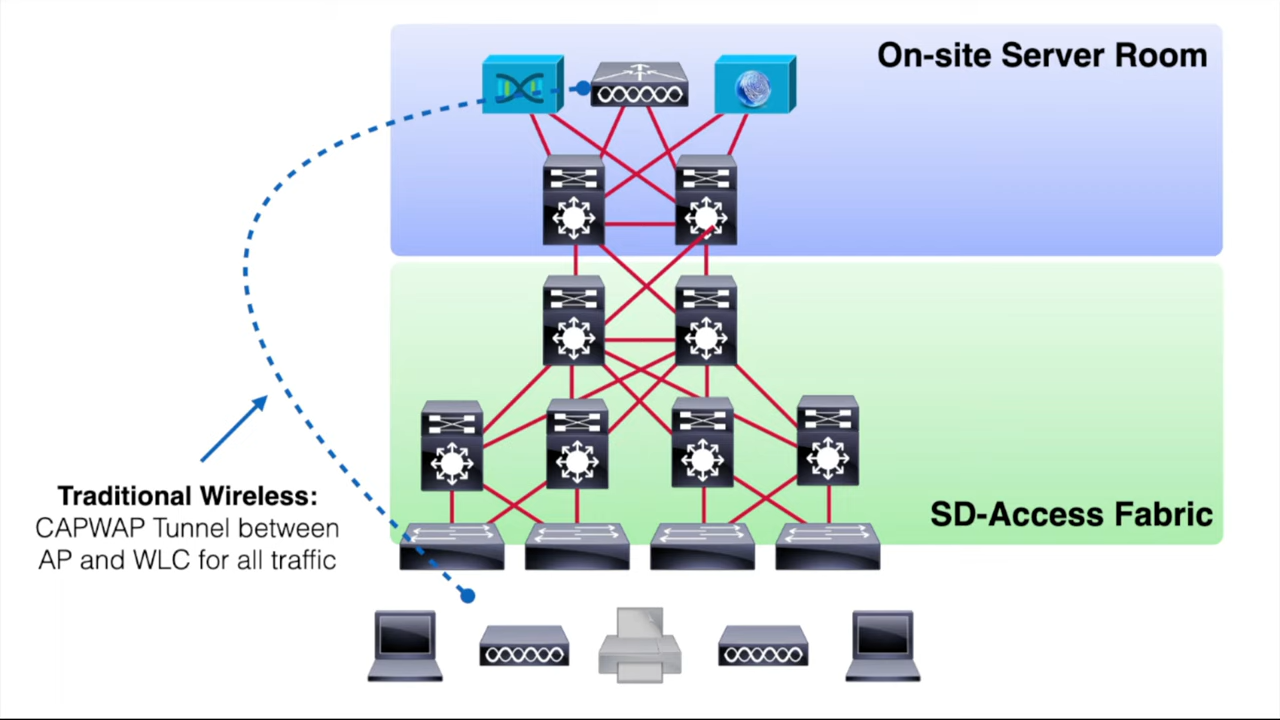 On-site Server Room
SD-Access Fabric
Traditional Wireless:
CAPWAP Tunnel between
AP and WLC for all traffic